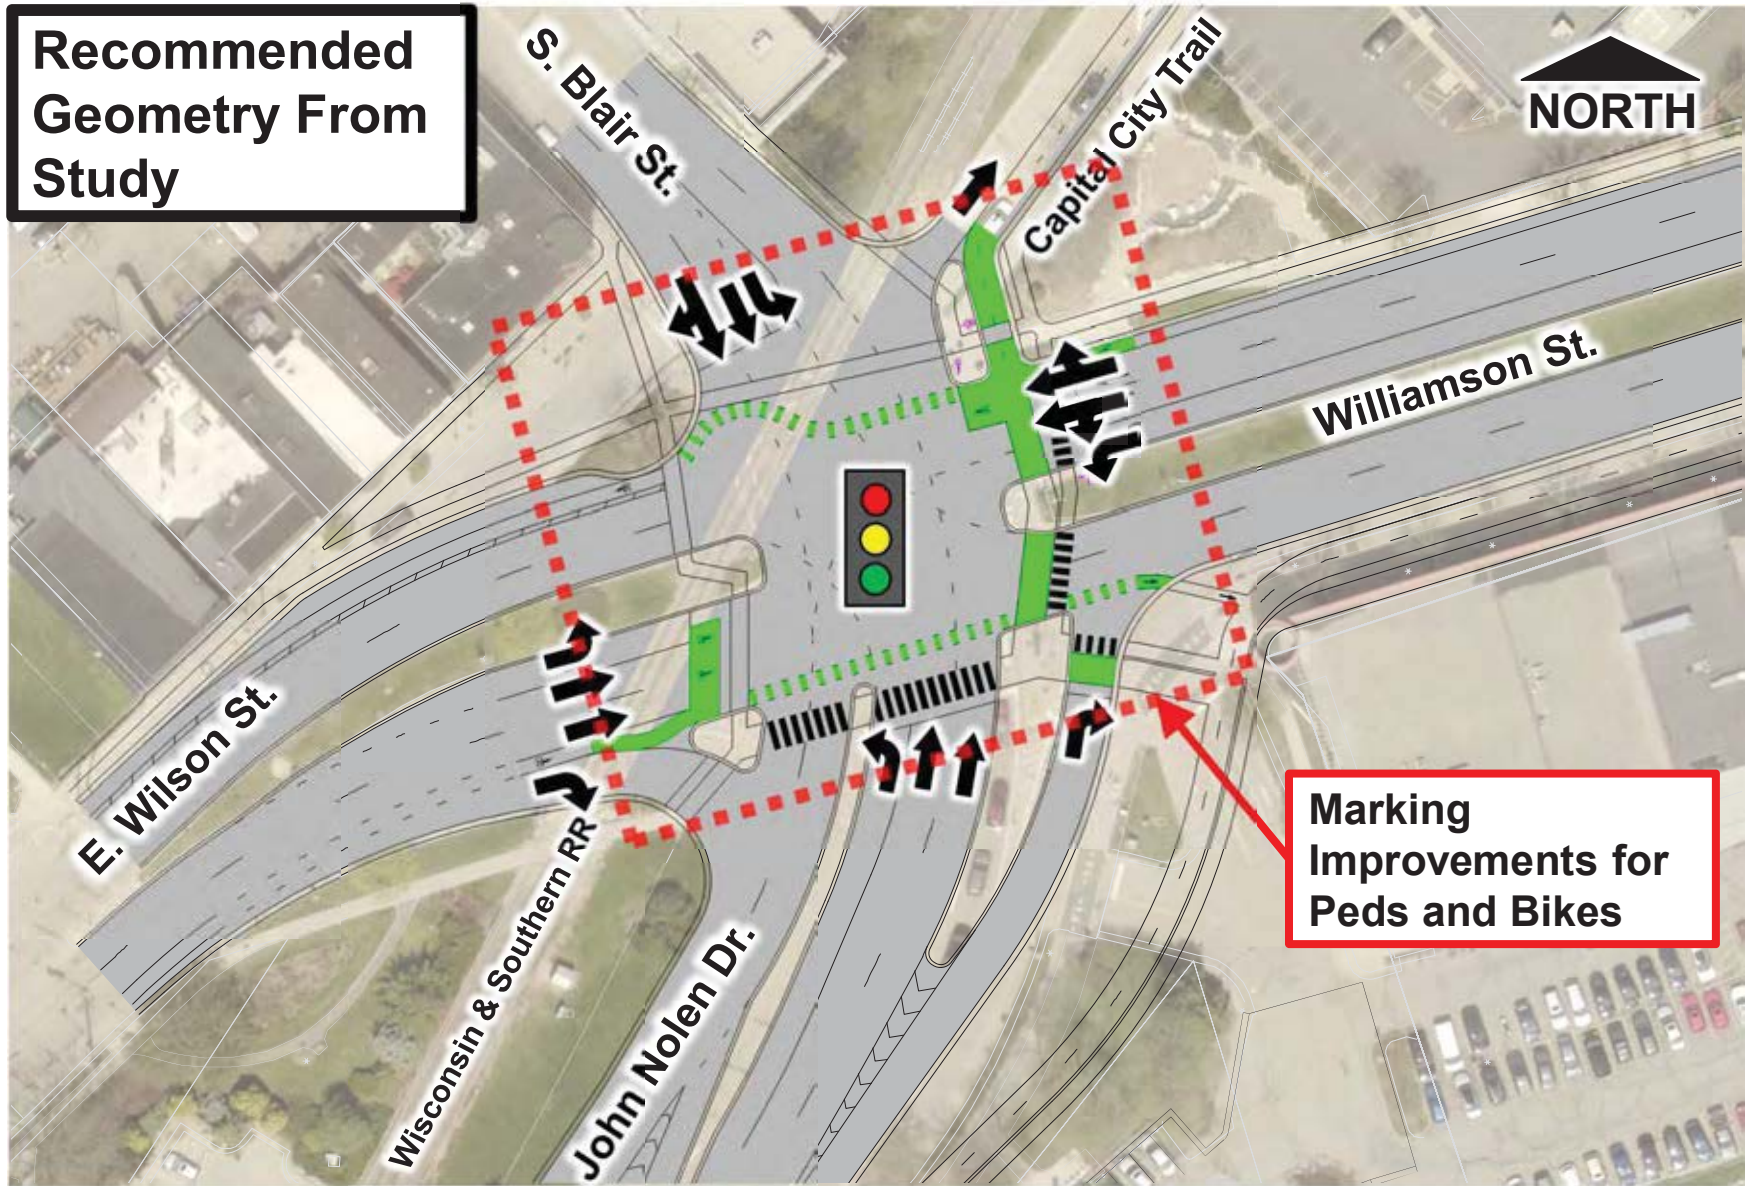 Recommended
Geometry From
Study
S. Blair St.
Capital City Trail
NORTH
Williamson St.
E. Wilson St.
Wisconsin & Southern RR
John Nolen Dr.
Marking
Improvements for
Peds and Bikes